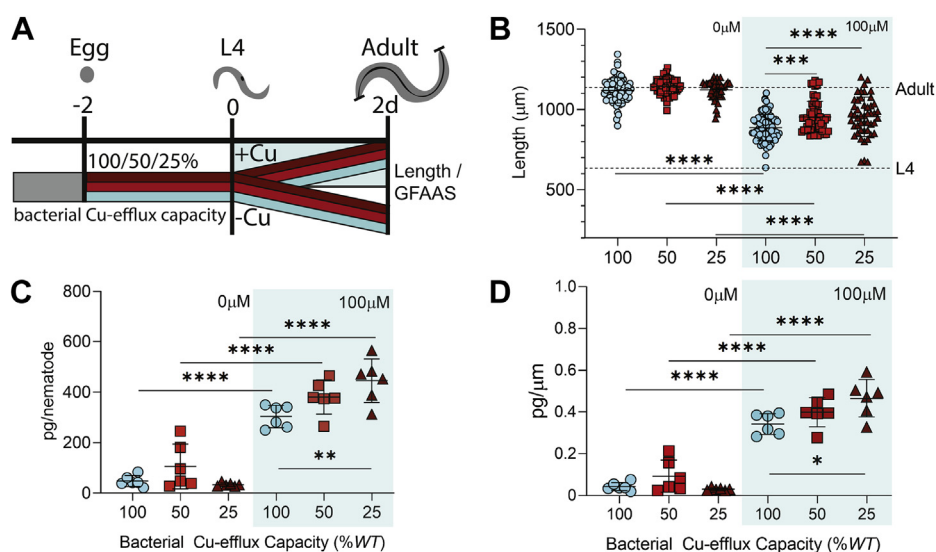 A
Egg
L4
Adult
-2
0
2d
100/50/25%
+Cu
-Cu
bacterial Cu-efflux capacity
Length /
GFAAS
B
0μM
100μM
Length (μm)
1500
1000
500
****
***
****
****
****
Adult
L4
100
50
25
100
50
25
C
0μM
100μM
pg/nematode
800
600
400
200
0
****
****
****
**
100
50
25
100
50
25
Bacterial Cu-efflux Capacity (%WT)
D
0μM
100μM
pg/μm
0.8
0.6
0.4
0.2
0
****
****
****
*
100
50
25
100
50
25
Bacterial Cu-efflux Capacity (%WT)